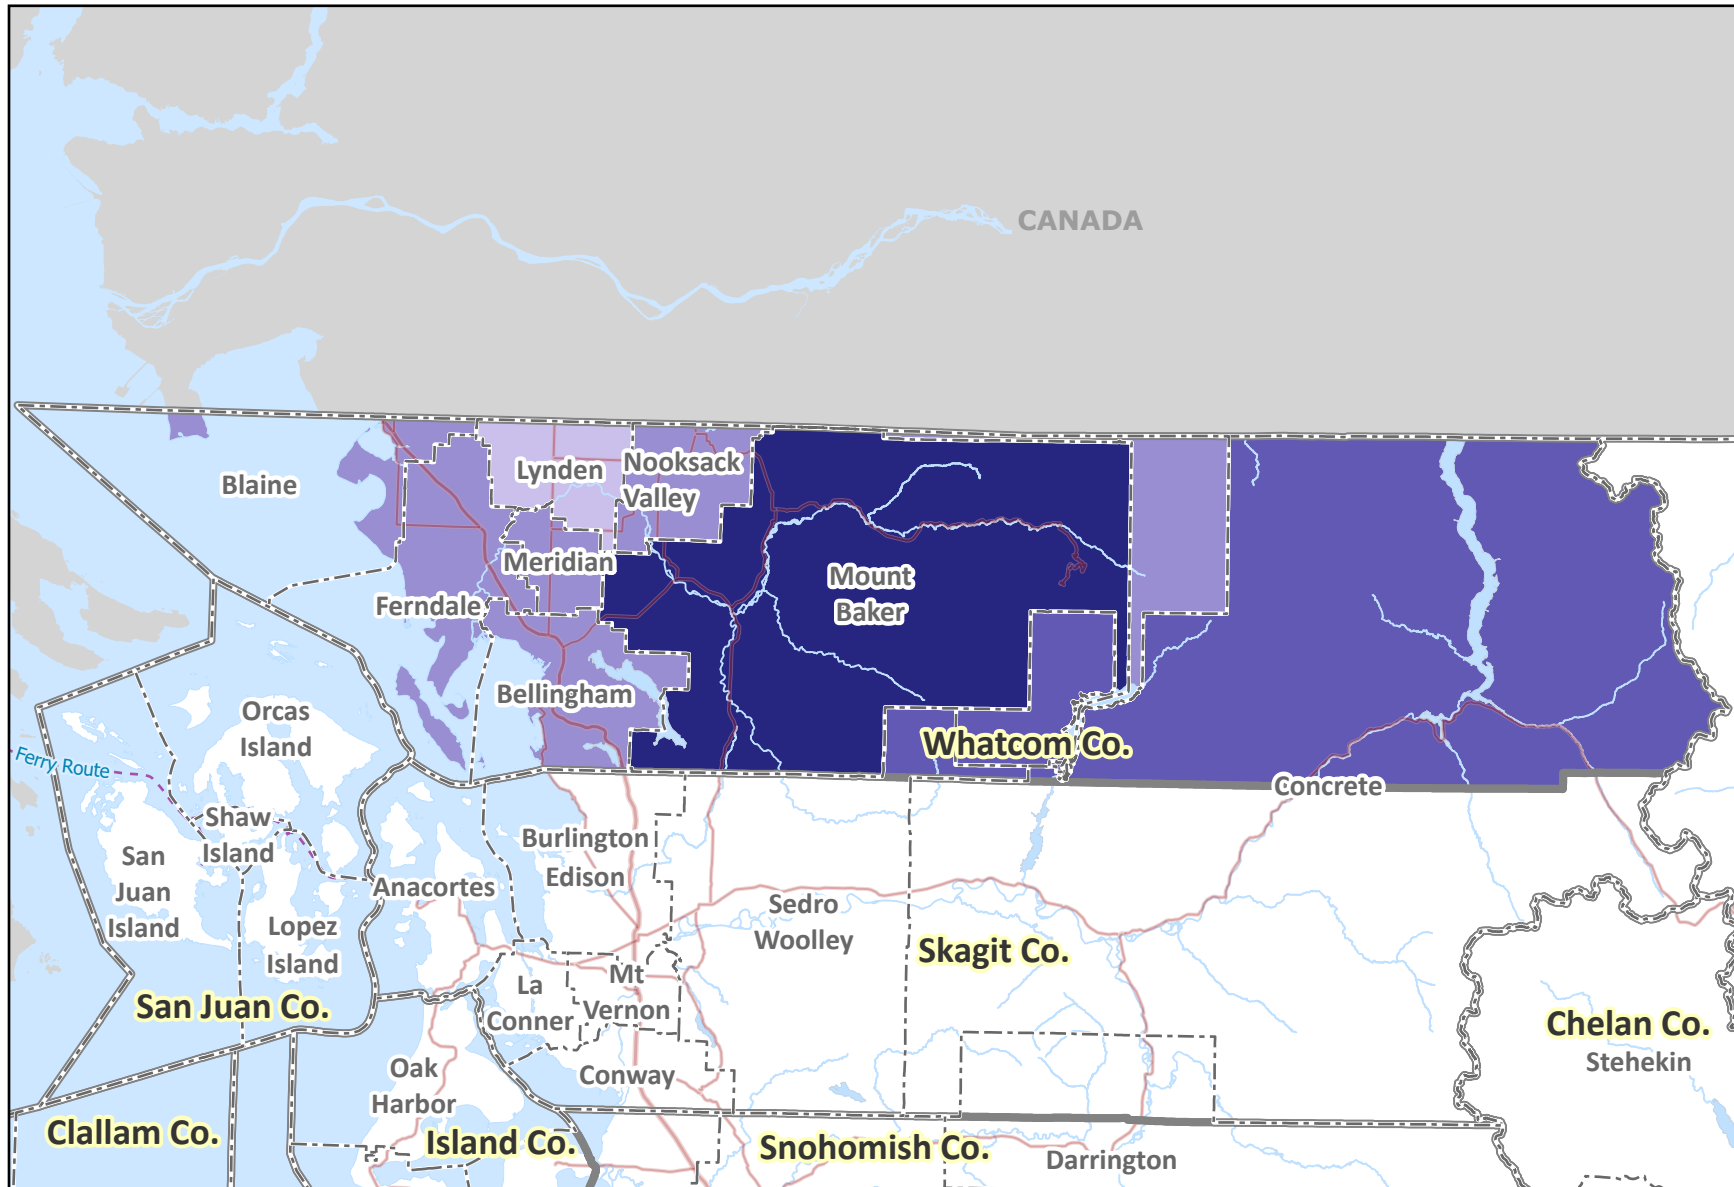 CANADA
Lynden
Nooksack
Valley
Blaine
Meridian
Mount
Baker
Ferndale
Bellingham
Orcas
Island
Whatcom Co.
Ferry Route
Concrete
Shaw
Island
Burlington
Edison
San
Juan
Island
Anacortes
Lopez
Island
Sedro
Woolley
Skagit Co.
La
Conner
Mt
Vernon
San Juan Co.
Chelan Co.
Stehekin
Oak
Harbor
Conway
Clallam Co.
Island Co.
Snohomish Co.
Darrington